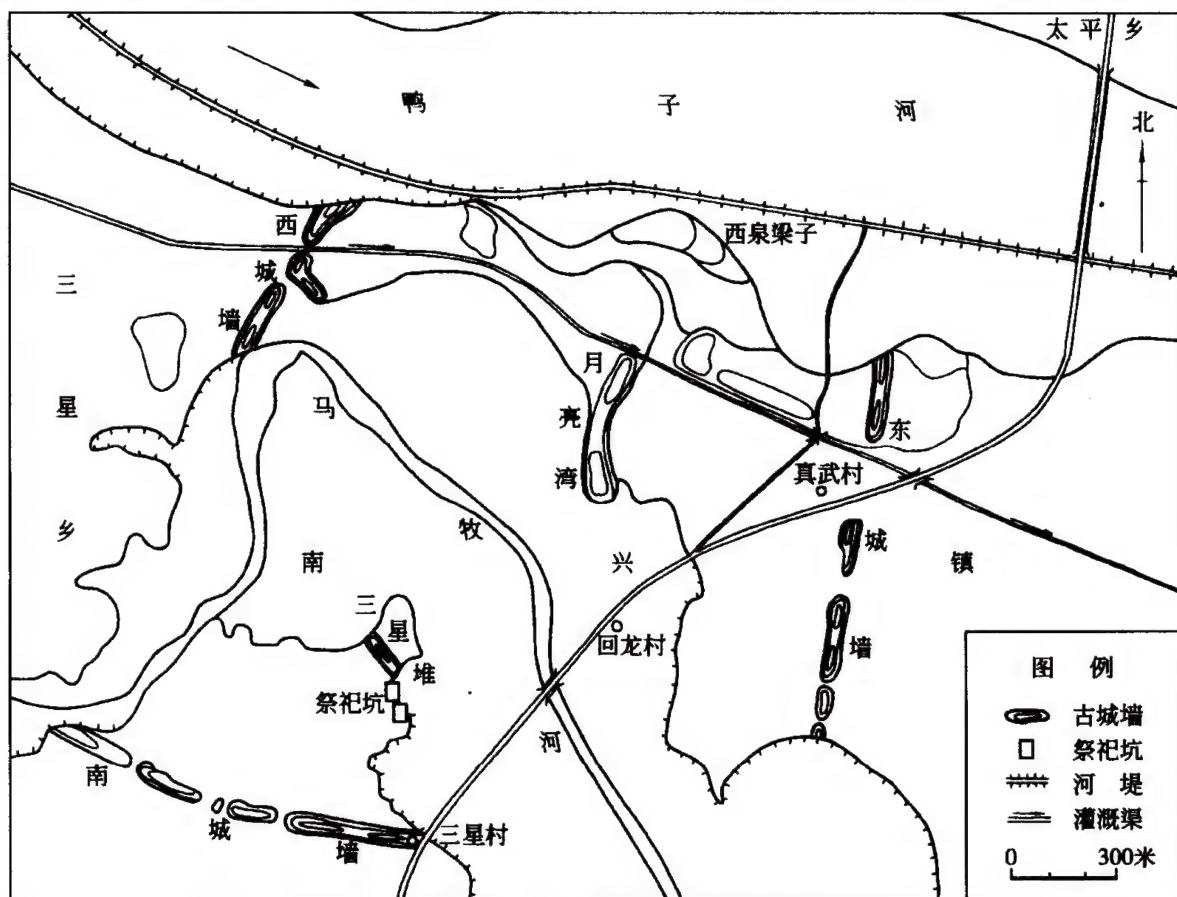 太平乡
鸭子河
北
西城墙
西泉梁子
三星乡
月亮湾
马牧河
东城墙
真武村
南兴镇
三星堆
回龙村
祭祀坑
南城墙
三星村
图例
古城墙
祭祀坑
河堤
灌溉渠
0 300米